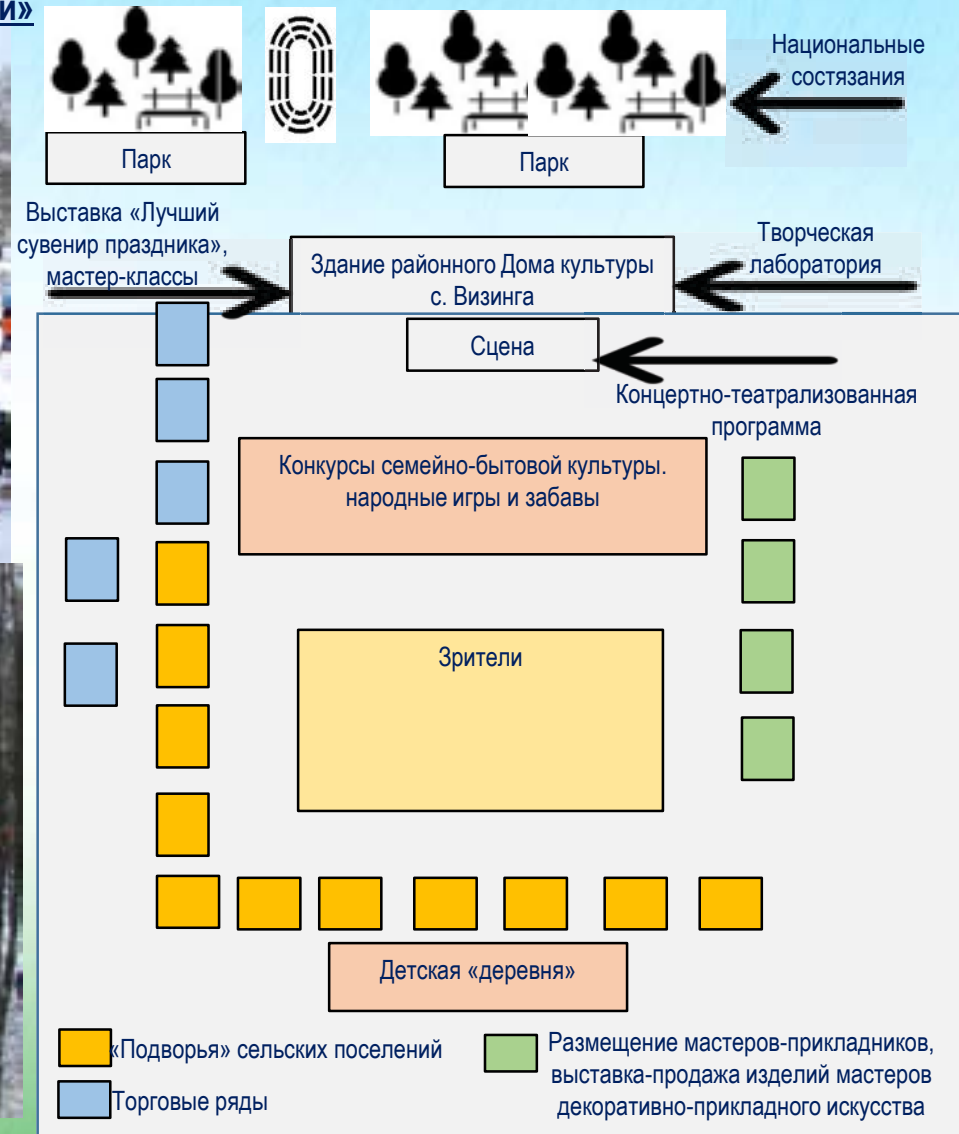 и»
Национальные
состязания
Парк
Парк
Выставка «Лучший
сувенир праздника»,
мастер-классы
Здание районного Дома культуры
с. Визинга
Творческая
лаборатория
Сцена
Концертно-театрализованная
программа
Конкурсы семейно-бытовой культуры.
народные игры и забавы
Зрители
Детская «деревня»
«Подворья» сельских поселений
Торговые ряды
Размещение мастеров-прикладников,
выставка-продажа изделий мастеров
декоративно-прикладного искусства